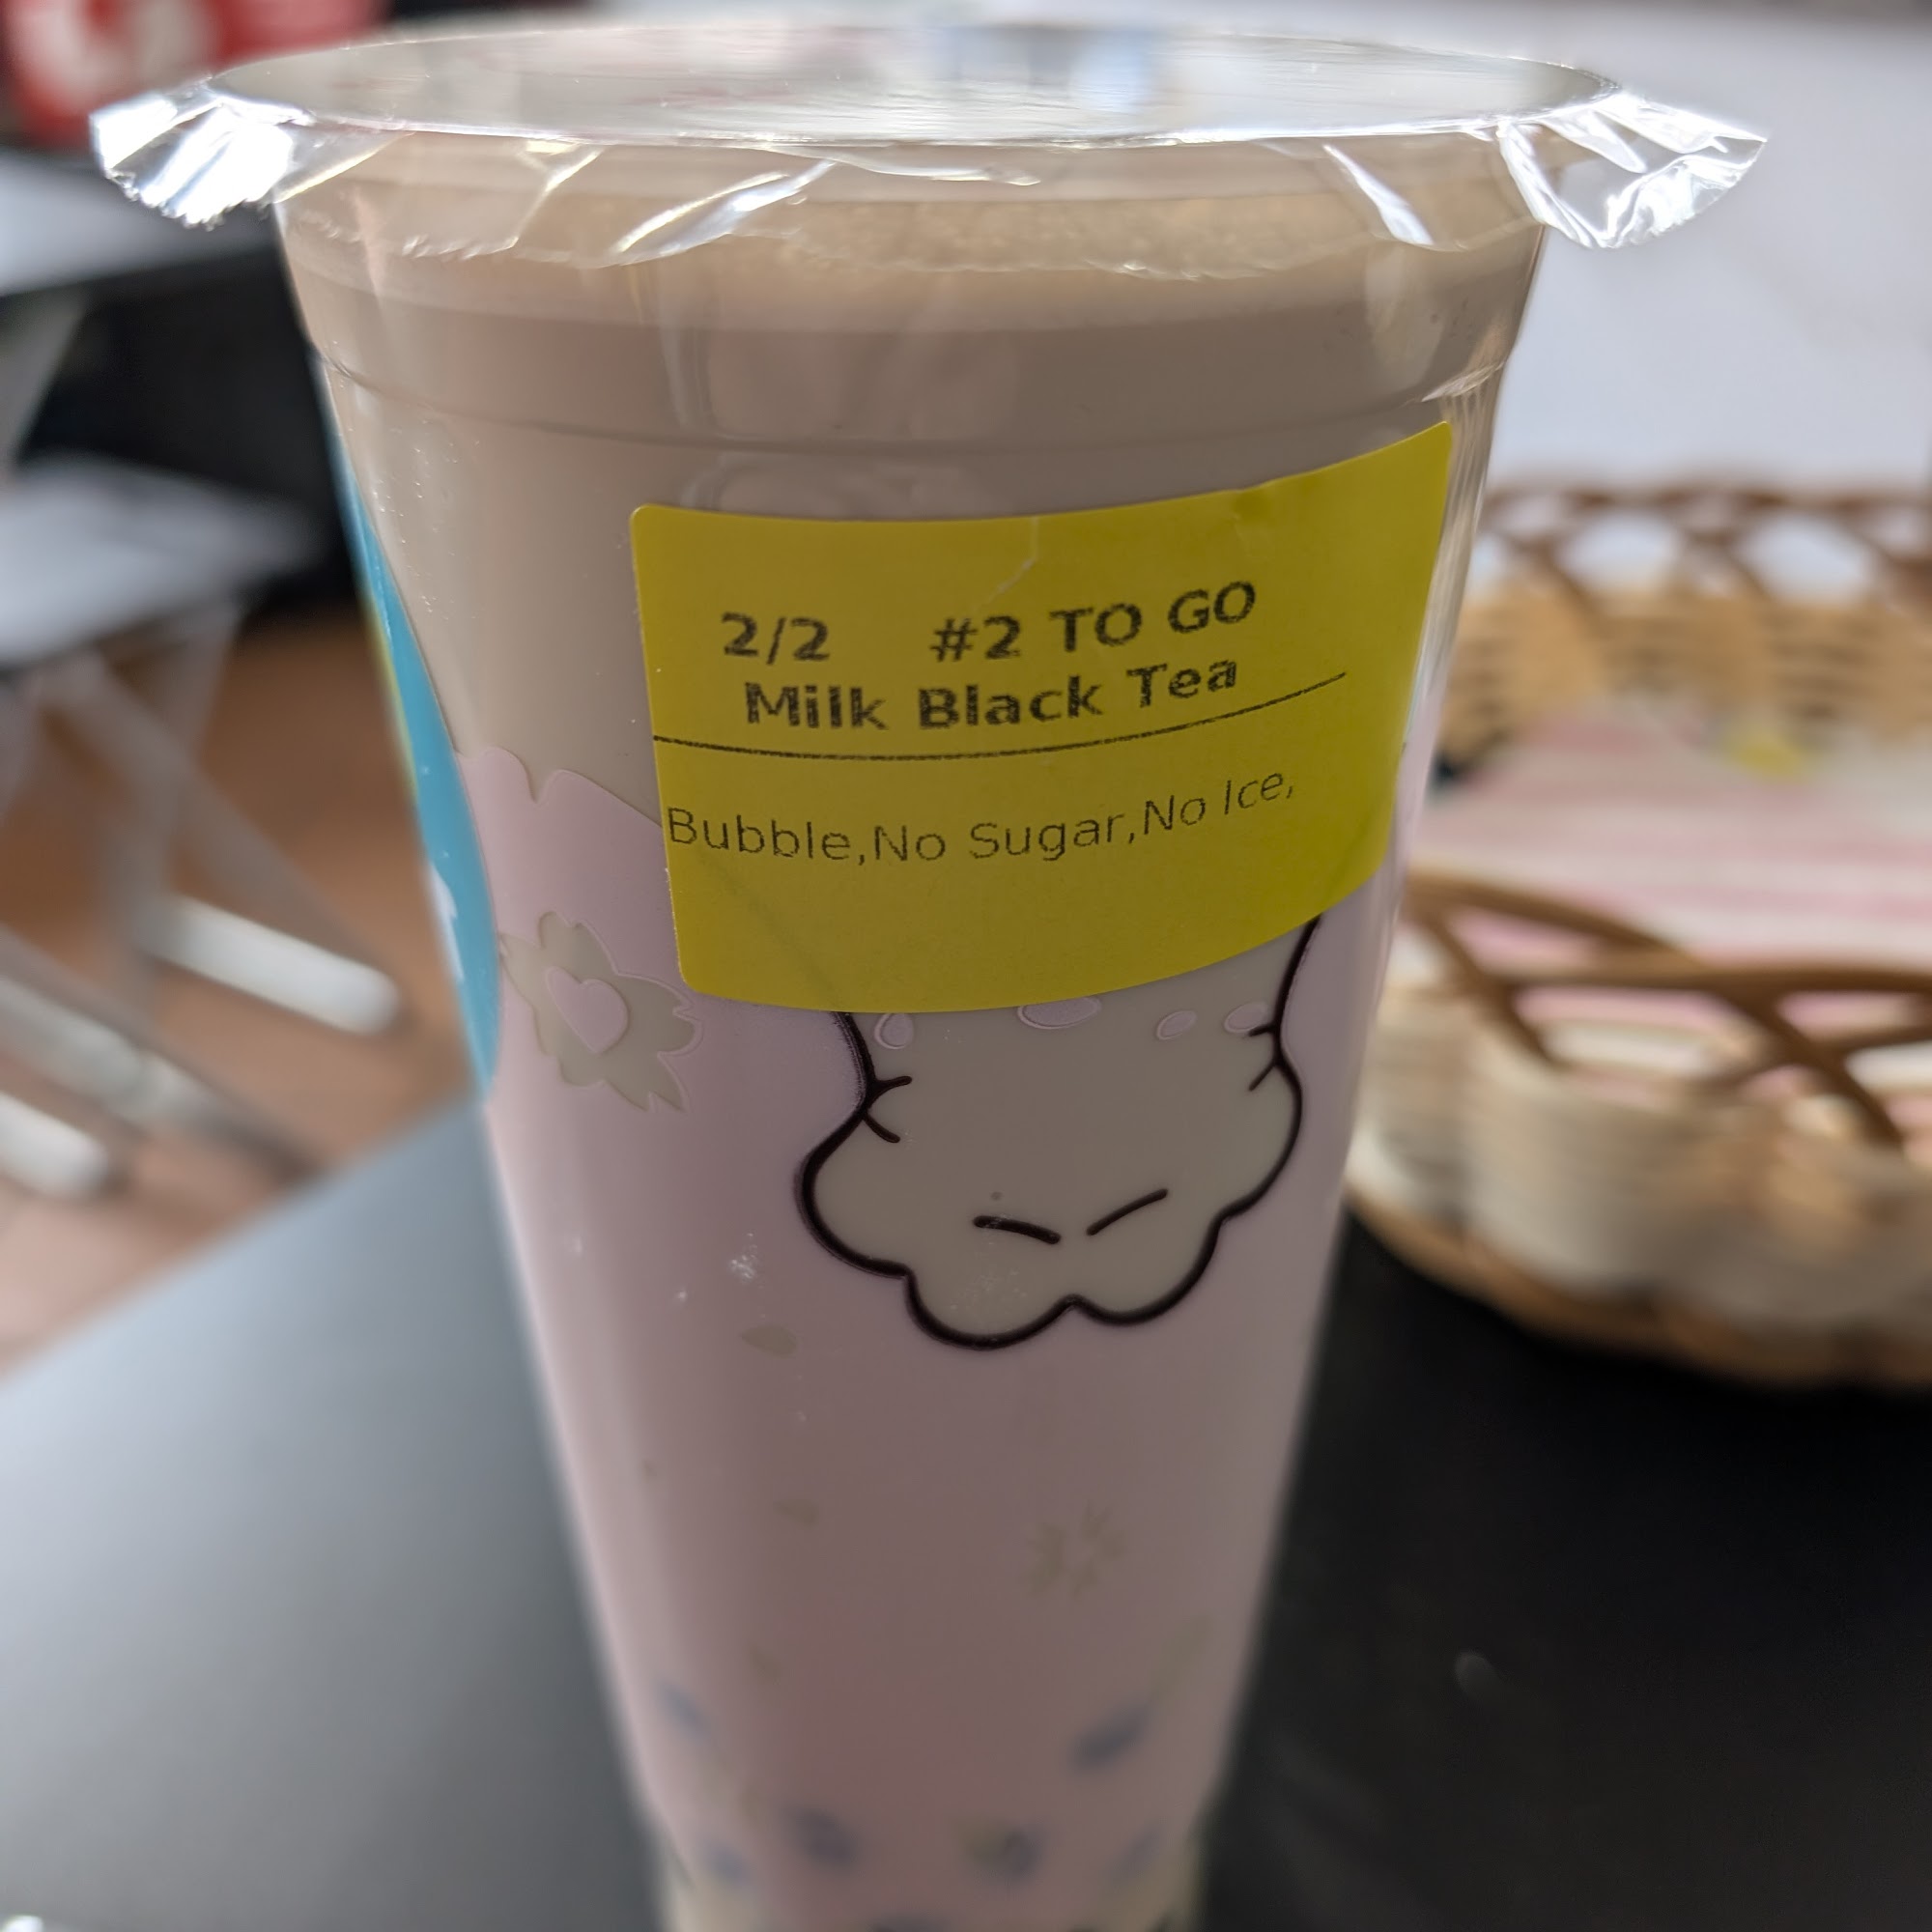 2/2 #2 TO GO
Milk Black Tea
Bubble,No Sugar,No Ice,